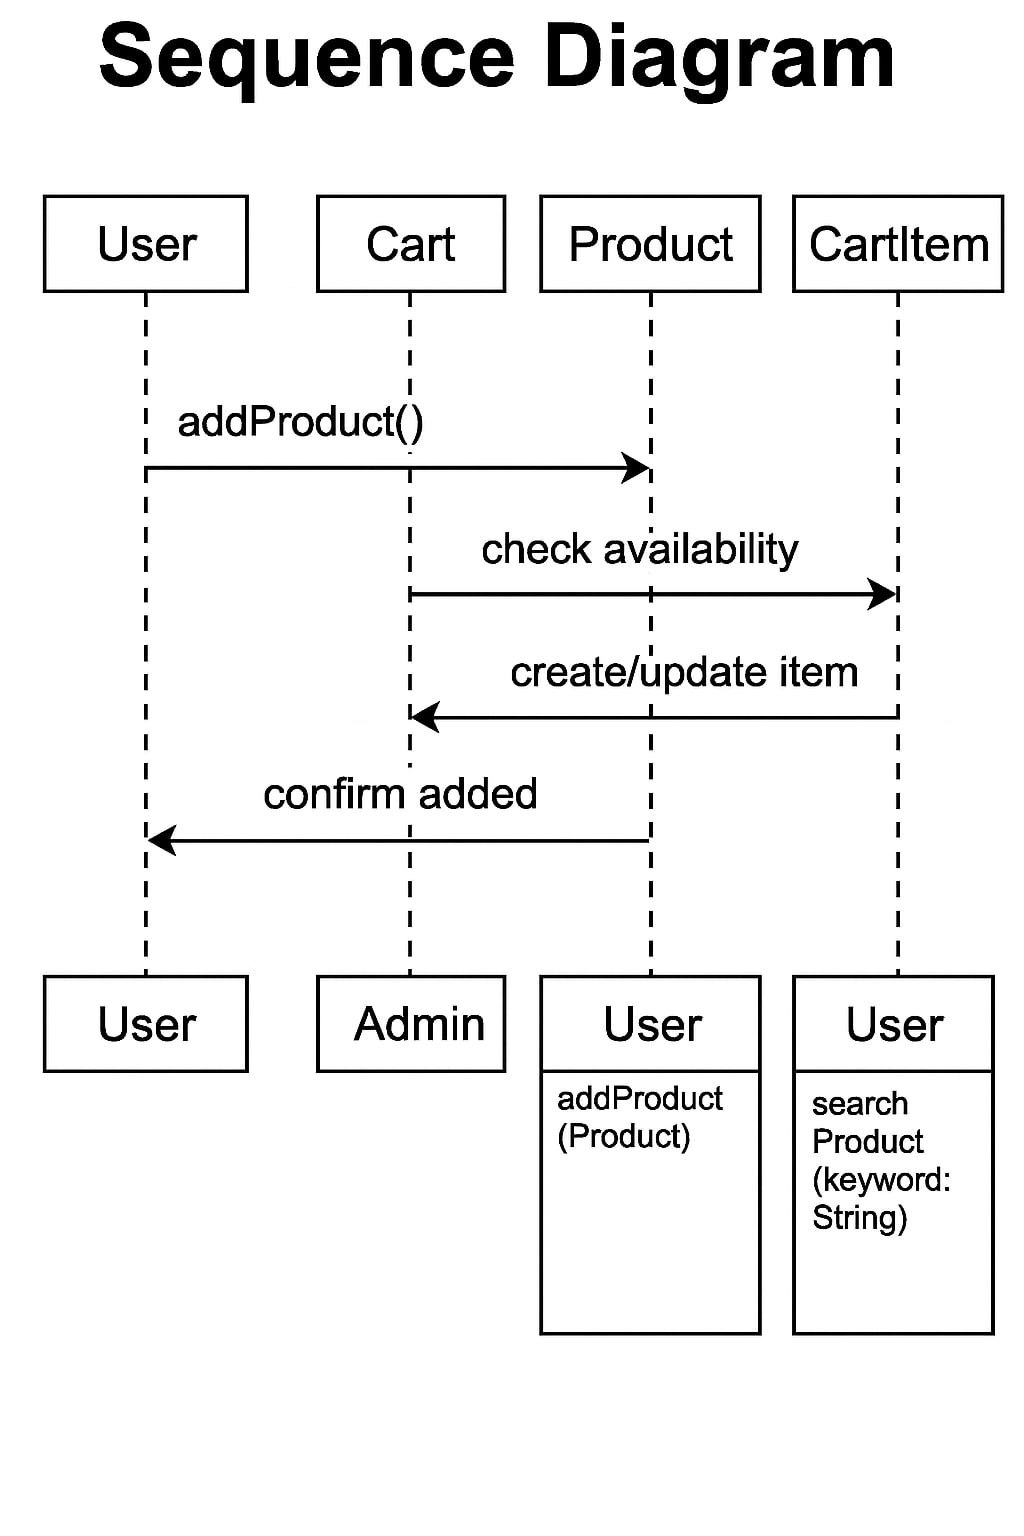 Sequence Diagram
User
Cart
Product
CartItem
addProduct()
check availability
create/update item
confirm added
User
Admin
User
User
addProduct
(Product)
search
Product
(keyword:
String)